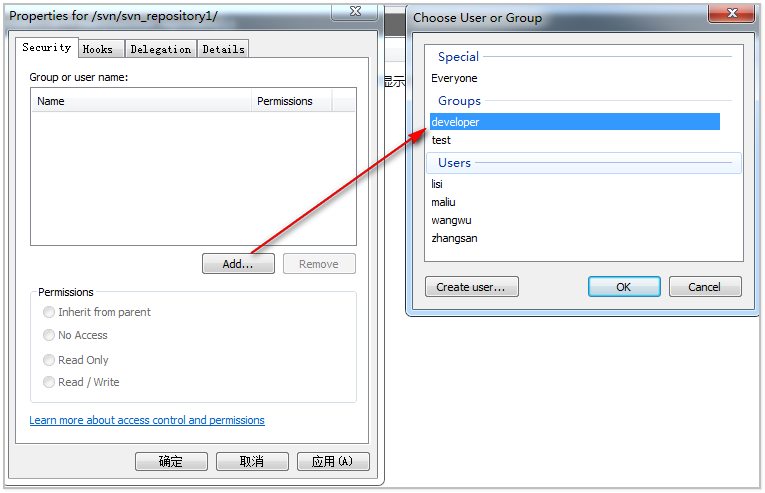 Properties for /svn/svn_repository1/
Security Hooks Delegation Details
Group or user name:
Name Permissions
Add... Remove
Permissions
Inherit from parent
No Access
Read Only
Read / Write
Learn more about access control and permissions
确定 取消 应用(A)
显示
Choose User or Group
Special
Everyone
Groups
developer
test
Users
lisi
maliu
wangwu
zhangsan
Create user... OK Cancel